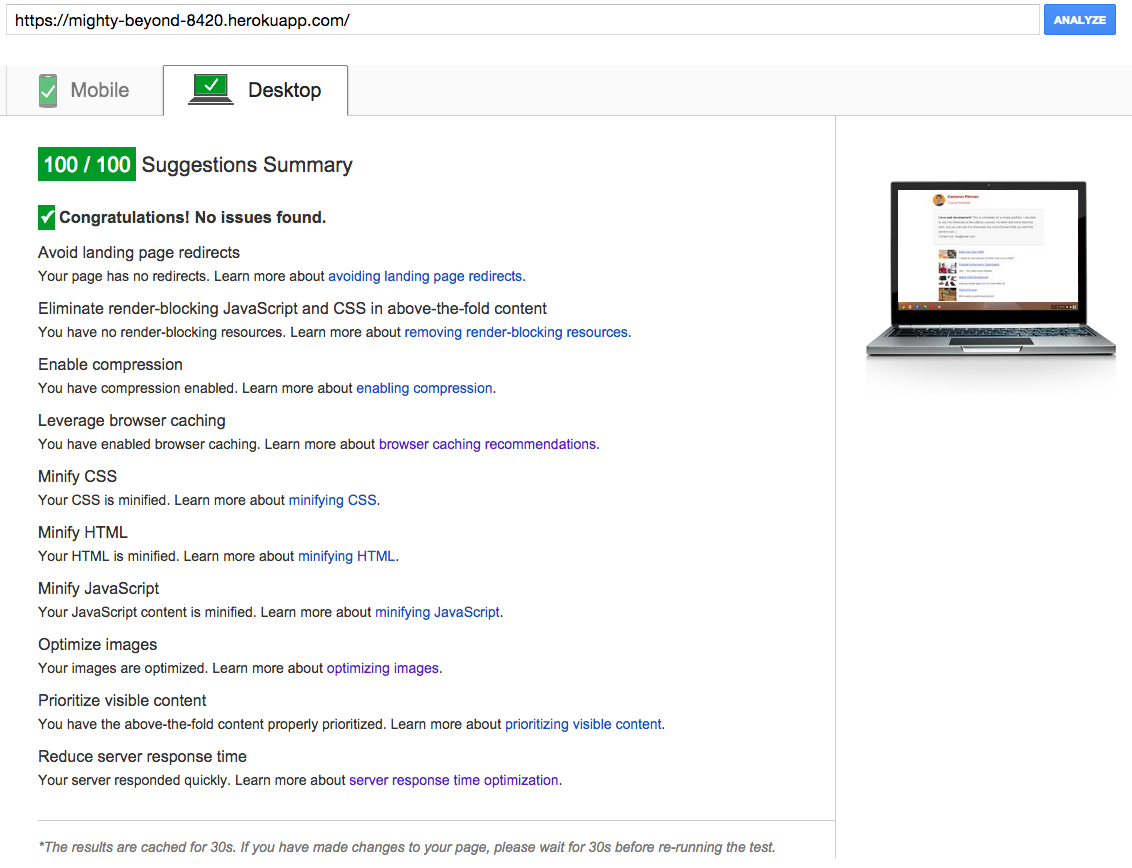 https://mighty-beyond-8420.herokuapp.com/
ANALYZE
Mobile
Desktop
100 / 100 Suggestions Summary
Congratulations! No issues found.
Avoid landing page redirects
Your page has no redirects. Learn more about avoiding landing page redirects.
Eliminate render-blocking JavaScript and CSS in above-the-fold content
You have no render-blocking resources. Learn more about removing render-blocking resources.
Enable compression
You have compression enabled. Learn more about enabling compression.
Leverage browser caching
You have enabled browser caching. Learn more about browser caching recommendations.
Minify CSS
Your CSS is minified. Learn more about minifying CSS.
Minify HTML
Your HTML is minified. Learn more about minifying HTML.
Minify JavaScript
Your JavaScript content is minified. Learn more about minifying JavaScript.
Optimize images
Your images are optimized. Learn more about optimizing images.
Prioritize visible content
You have the above-the-fold content properly prioritized. Learn more about prioritizing visible content.
Reduce server response time
Your server responded quickly. Learn more about server response time optimization.
*The results are cached for 30s. If you have made changes to your page, please wait for 30s before re-running the test.
Cameron Pittman